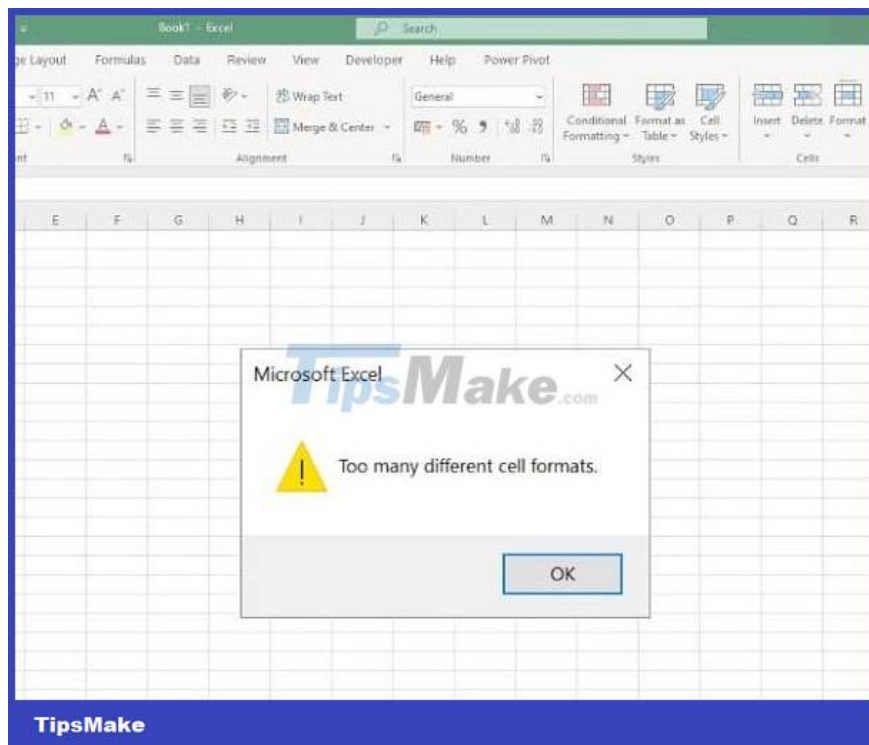 Book1 - Excel
Search
ge Layout Formulas Data Review View Developer Help Power Pivot
11 A A Wrap Text General
Merge & Center % Conditional Formatting Format as Table Cell Styles Insert Delete Format
nt Alignment Number Styles Cells
E F G H I J K L M N O P Q R
TipsMake.com
Microsoft Excel
Too many different cell formats.
OK
TipsMake